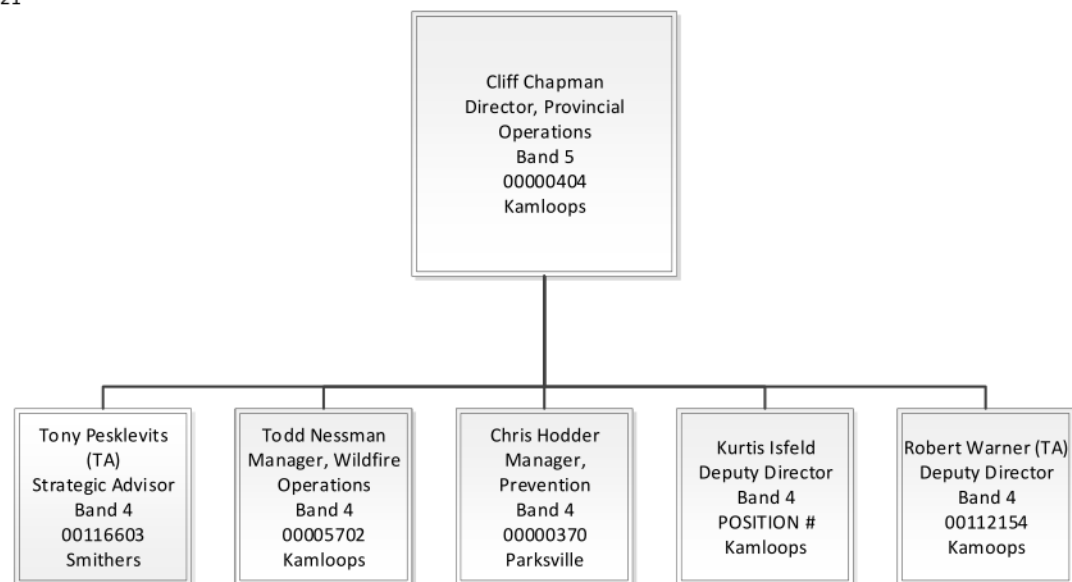 21
Cliff Chapman
Director, Provincial
Operations
Band 5
00000404
Kamloops
Tony Pesklevits
(TA)
Strategic Advisor
Band 4
00116603
Smithers
Todd Nessman
Manager, Wildfire
Operations
Band 4
00005702
Kamloops
Chris Hodder
Manager,
Prevention
Band 4
00000370
Parksville
Kurtis Isfeld
Deputy Director
Band 4
POSITION #
Kamloops
Robert Warner (TA)
Deputy Director
Band 4
00112154
Kamoops